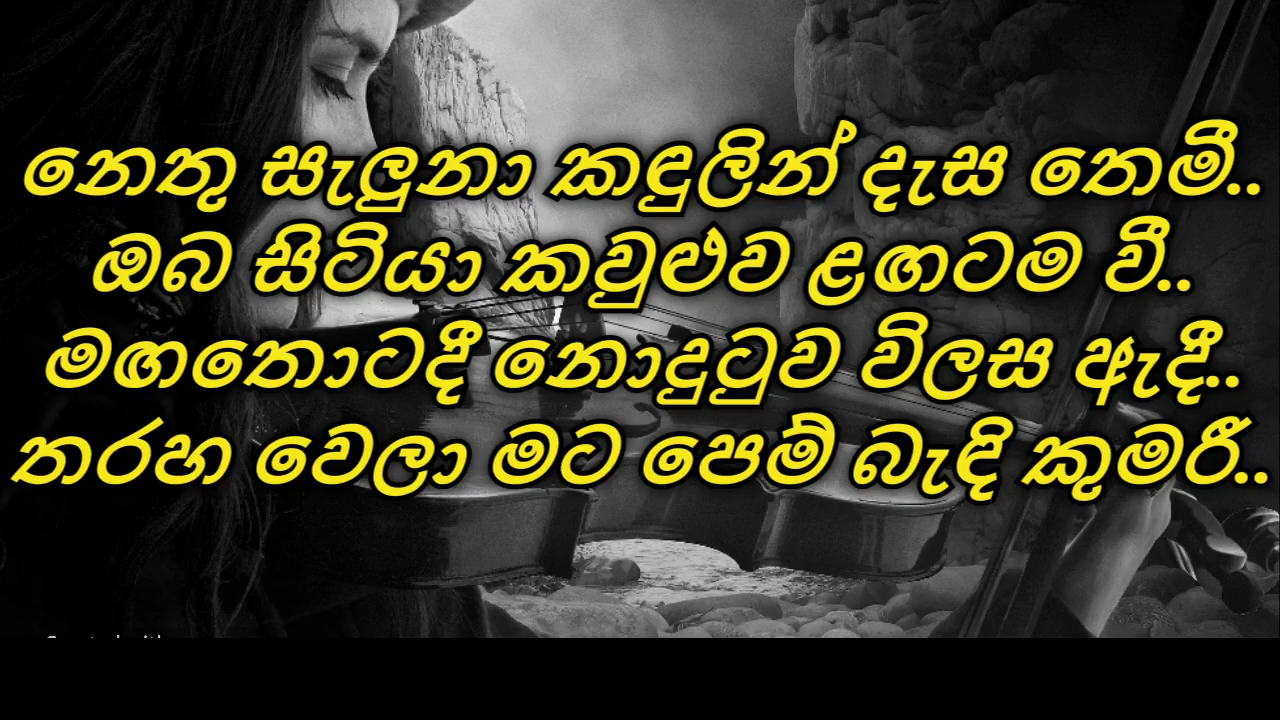 නෙතු සැලුනා කඳුලින් දැස තෙමී..
ඔබ සිටියා කවුළුව ළඟටම වී..
මඟතොටදී නොදුටුව විලස ඇදී..
තරහ වෙලා මට පෙම් බැඳි කුමරී..